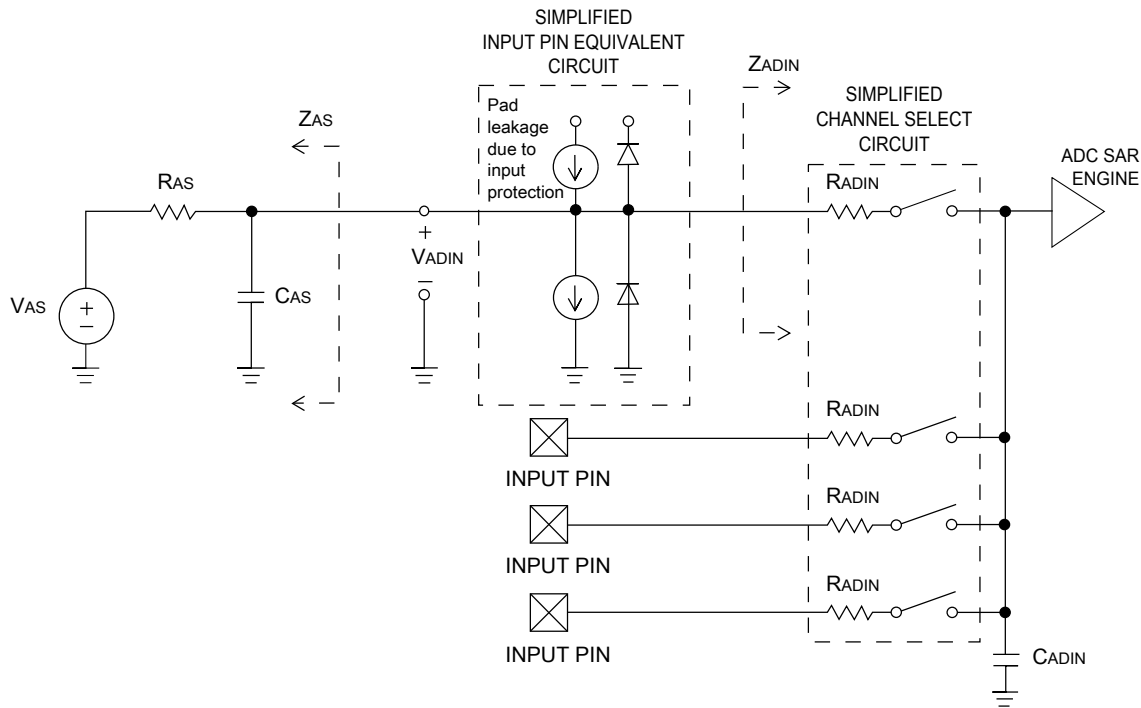 SIMPLIFIED
INPUT PIN EQUIVALENT
CIRCUIT
ZADIN
Pad
leakage
due to
input
protection
SIMPLIFIED
CHANNEL SELECT
CIRCUIT
ZAS
ADC SAR
ENGINE
RAS
RADIN
+
VADIN
−
VAS
+
−
CAS
RADIN
INPUT PIN
RADIN
INPUT PIN
RADIN
INPUT PIN
CADIN